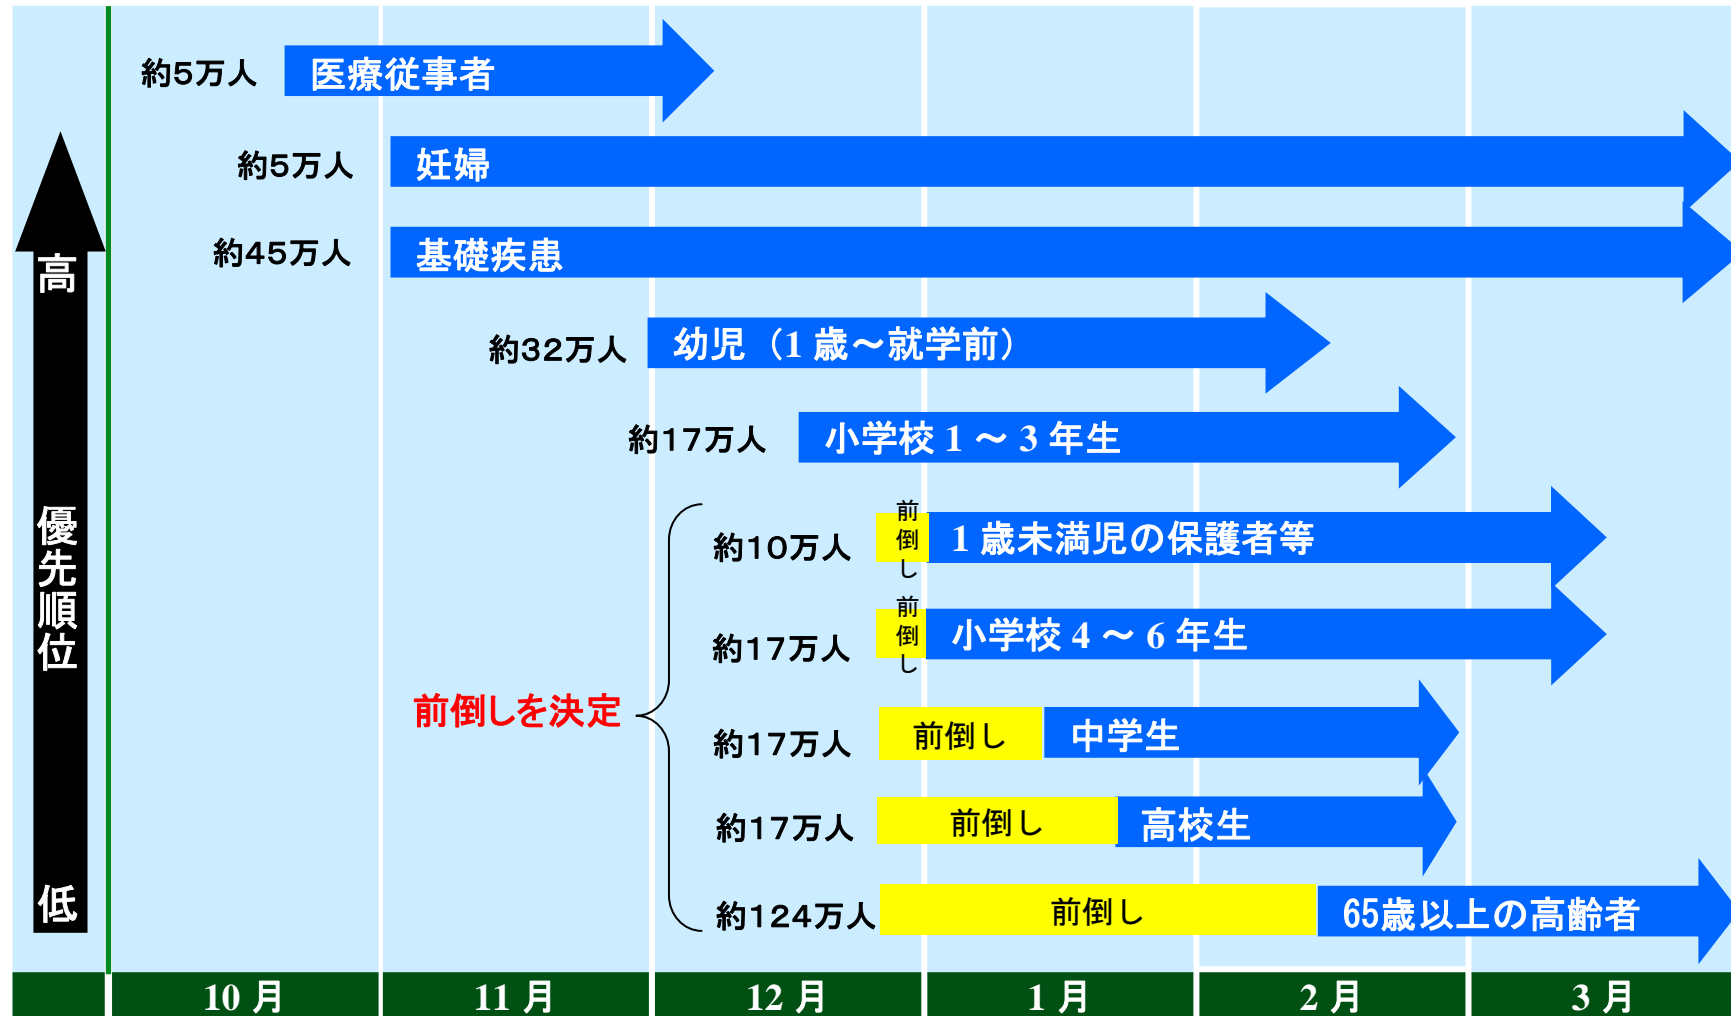 約5万人 医療従事者
約5万人 妊婦
約45万人 基礎疾患
約32万人 幼児（1 歳～就学前）
約17万人 小学校 1 ～ 3 年生
約10万人 前倒し 1 歳未満児の保護者等
約17万人 前倒し 小学校 4 ～ 6 年生
前倒しを決定
約17万人 前倒し 中学生
約17万人 前倒し 高校生
約124万人 前倒し 65歳以上の高齢者
高
優先順位
低
10 月 11 月 12 月 1 月 2 月 3 月